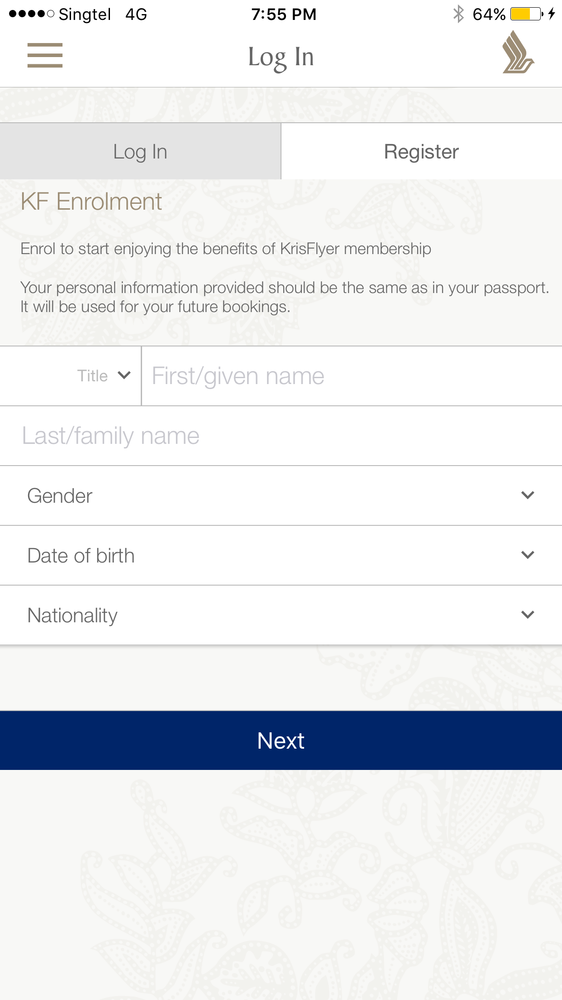 Singtel 4G 7:55 PM 64%
Log In
Log In Register
KF Enrolment
Enrol to start enjoying the benefits of KrisFlyer membership
Your personal information provided should be the same as in your passport.
It will be used for your future bookings.
Title First/given name
Last/family name
Gender
Date of birth
Nationality
Next